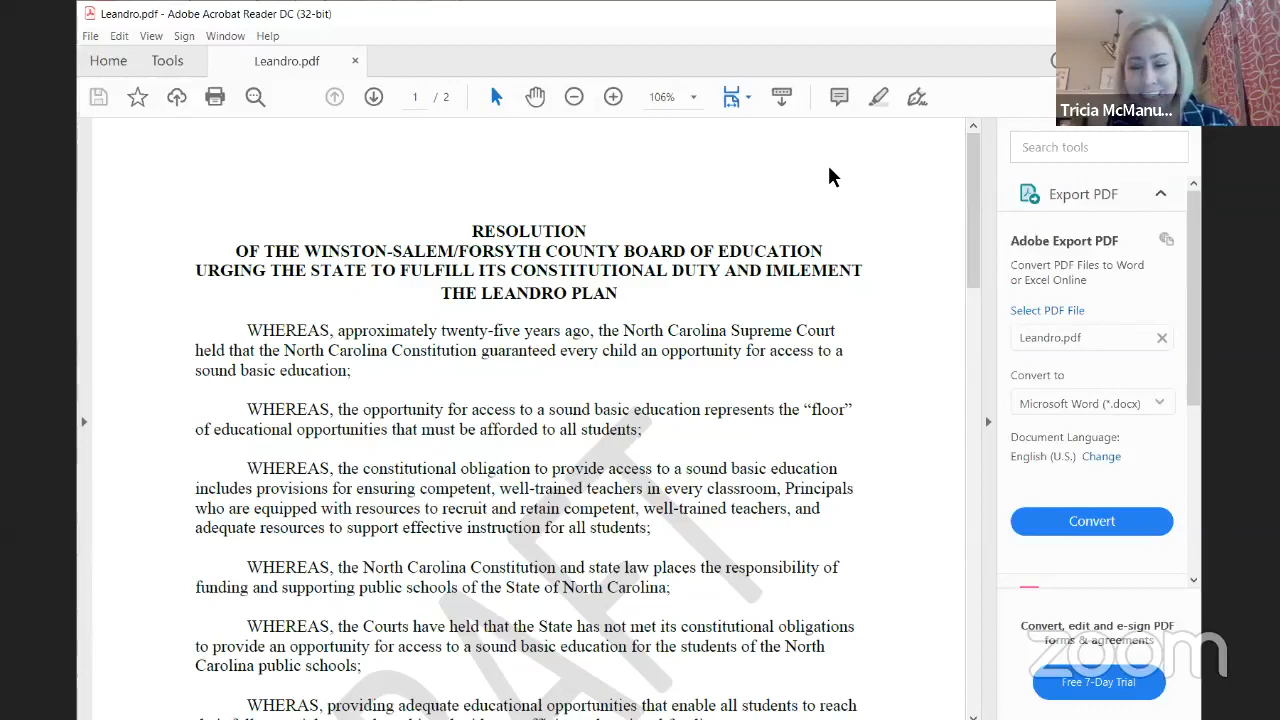 Leandro.pdf - Adobe Acrobat Reader DC (32-bit)
File Edit View Sign Window Help
Home Tools Leandro.pdf ×
1 / 2 106%
Tricia McManu...
Search tools
Export PDF
Adobe Export PDF
Convert PDF Files to Word
or Excel Online
Select PDF File
Leandro.pdf
Convert to
Microsoft Word (*.docx)
Document Language:
English (U.S.) Change
Convert
Convert, edit and e-sign PDF
forms & agreements
Free 7-Day Trial
zoom
RESOLUTION
OF THE WINSTON-SALEM/FORSYTH COUNTY BOARD OF EDUCATION
URGING THE STATE TO FULFILL ITS CONSTITUTIONAL DUTY AND IMLEMENT
THE LEANDRO PLAN
WHEREAS, approximately twenty-five years ago, the North Carolina Supreme Court
held that the North Carolina Constitution guaranteed every child an opportunity for access to a
sound basic education;
WHEREAS, the opportunity for access to a sound basic education represents the “floor”
of educational opportunities that must be afforded to all students;
WHEREAS, the constitutional obligation to provide access to a sound basic education
includes provisions for ensuring competent, well-trained teachers in every classroom, Principals
who are equipped with resources to recruit and retain competent, well-trained teachers, and
adequate resources to support effective instruction for all students;
WHEREAS, the North Carolina Constitution and state law places the responsibility of
funding and supporting public schools of the State of North Carolina;
WHEREAS, the Courts have held that the State has not met its constitutional obligations
to provide an opportunity for access to a sound basic education for the students of the North
Carolina public schools;
WHERAS, providing adequate educational opportunities that enable all students to reach
DRAFT